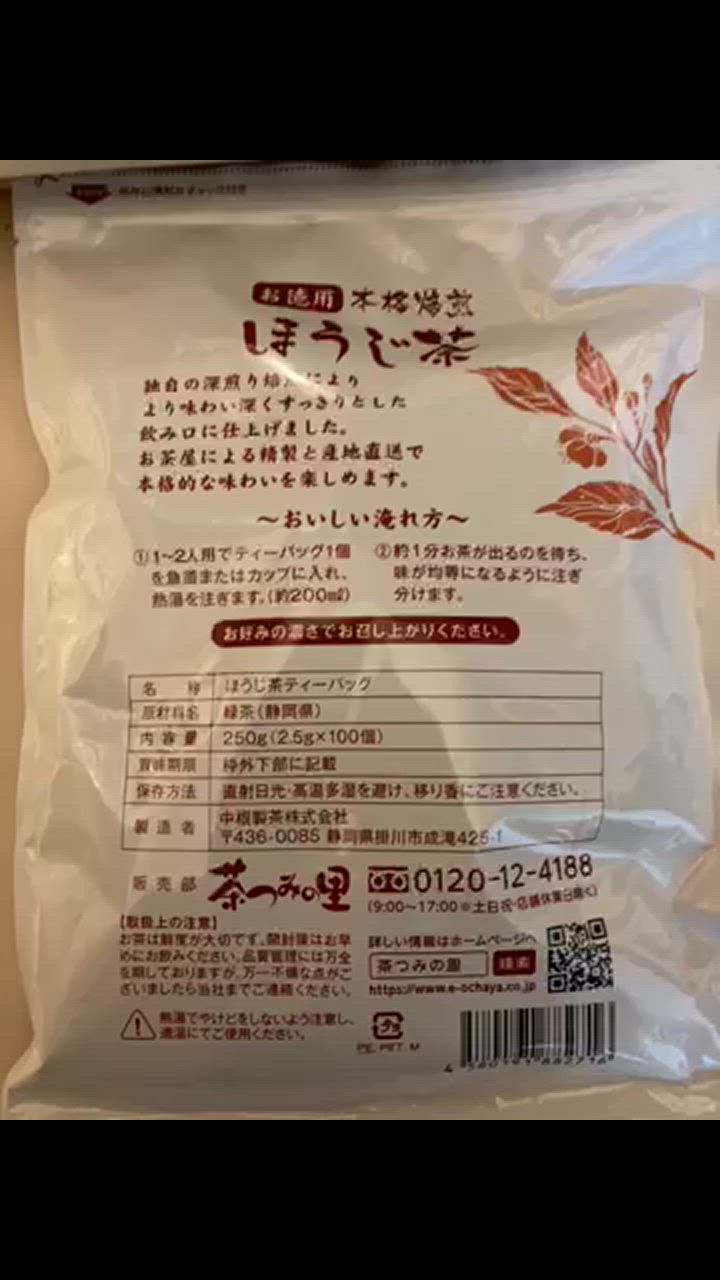 お徳用 本格焙煎
ほうじ茶
独自の深煎り焙煎により
より味わい深くすっきりとした
飲み口に仕上げました。
お茶屋による精製と産地直送で
本格的な味わいを楽しめます。
〜おいしい淹れ方〜
①1〜2人用でティーバッグ1個
を急須またはカップに入れ、
熱湯を注ぎます。(約200㎖)
②約1分お茶が出るのを待ち、
味が均等になるように注ぎ
分けます。
お好みの濃さでお召し上がりください。
名称 ほうじ茶ティーバッグ
原材料名 緑茶(静岡県)
内容量 250g(2.5g×100個)
賞味期限 枠外下部に記載
保存方法 直射日光・高温多湿を避け、移り香にご注意ください。
製造者 中根製茶株式会社
〒436-0085 静岡県掛川市成滝425-1
販売部 茶つみの里 0120-12-4188
(9:00〜17:00※土日祝・店舗休業日除く)
【取扱上の注意】
お茶は鮮度が大切です。開封後はお早
めにお飲みください。品質管理には万全
を期しておりますが、万一不備な点がご
ざいましたら当社までご連絡ください。
詳しい情報はホームページへ
茶つみの里 検索
https://www.e-ochaya.co.jp
熱湯でやけどをしないよう注意し、
適温にてご使用ください。
プラ
PE, PET, M